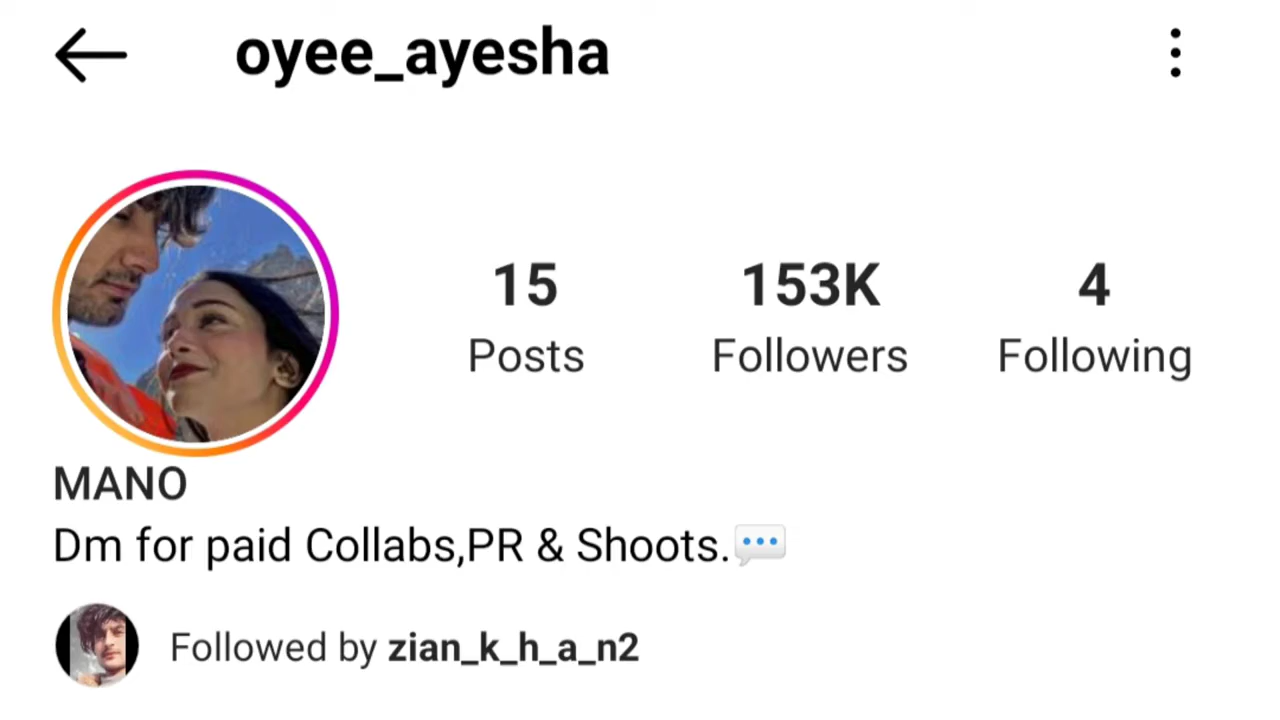 oyee_ayesha
15 153K 4
Posts Followers Following
MANO
Dm for paid Collabs,PR & Shoots.💬
Followed by zian_k_h_a_n2